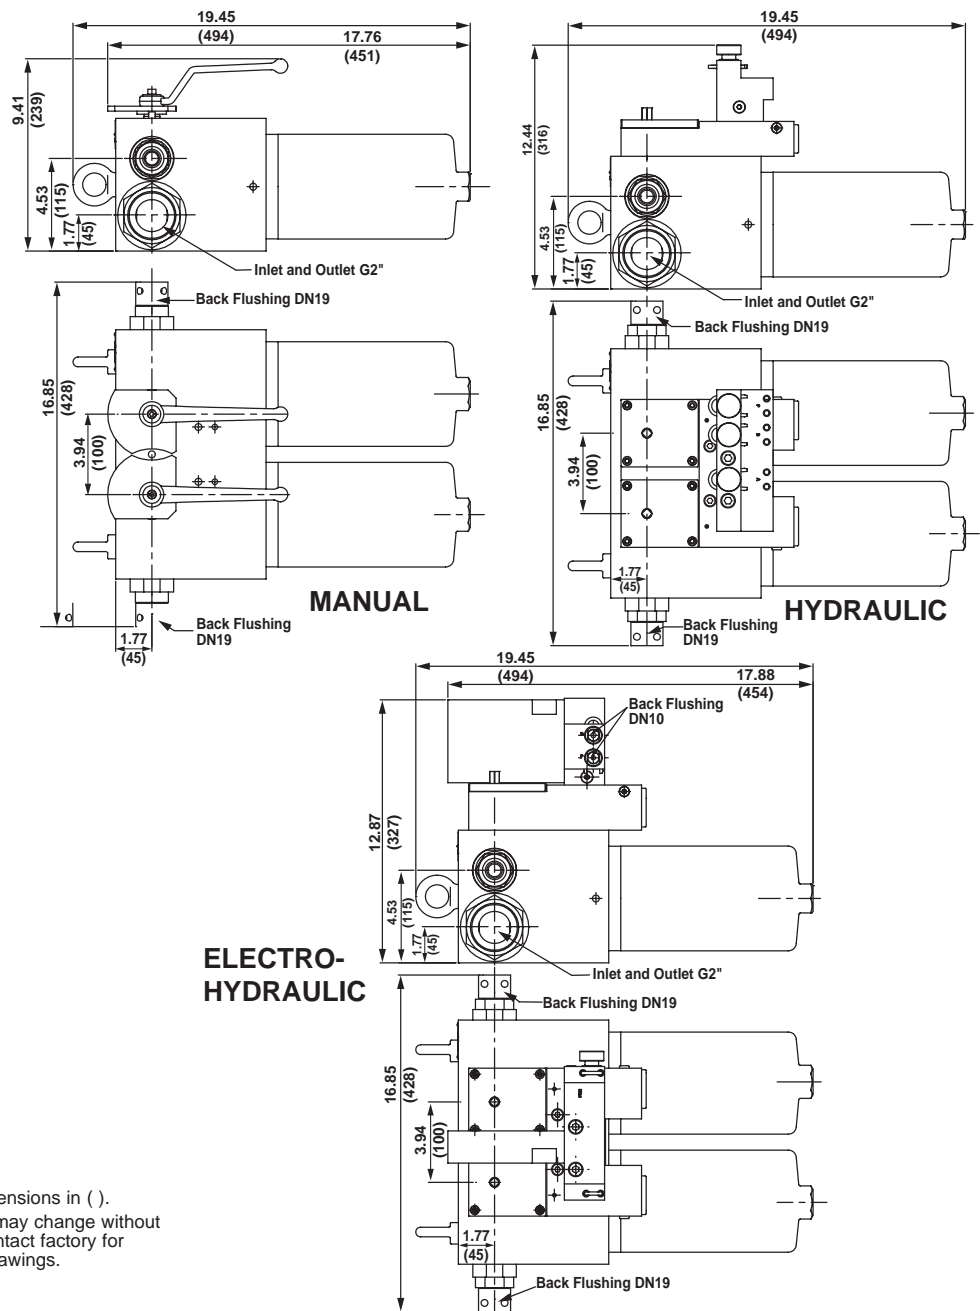 19.45
(494)
17.76
(451)
9.41
(239)
4.53
(115)
1.77
(45)
Inlet and Outlet G2"
Back Flushing DN19
16.85
(428)
3.94
(100)
MANUAL
Back Flushing
DN19
1.77
(45)
19.45
(494)
12.44
(316)
4.53
(115)
1.77
(45)
Inlet and Outlet G2"
Back Flushing DN19
16.85
(428)
3.94
(100)
1.77
(45)
HYDRAULIC
Back Flushing
DN19
19.45
(494)
17.88
(454)
Back Flushing
DN10
12.87
(327)
4.53
(115)
1.77
(45)
ELECTRO-
HYDRAULIC
Inlet and Outlet G2"
Back Flushing DN19
16.85
(428)
3.94
(100)
1.77
(45)
Back Flushing DN19
ensions in ( ).
may change without
ntact factory for
awings.